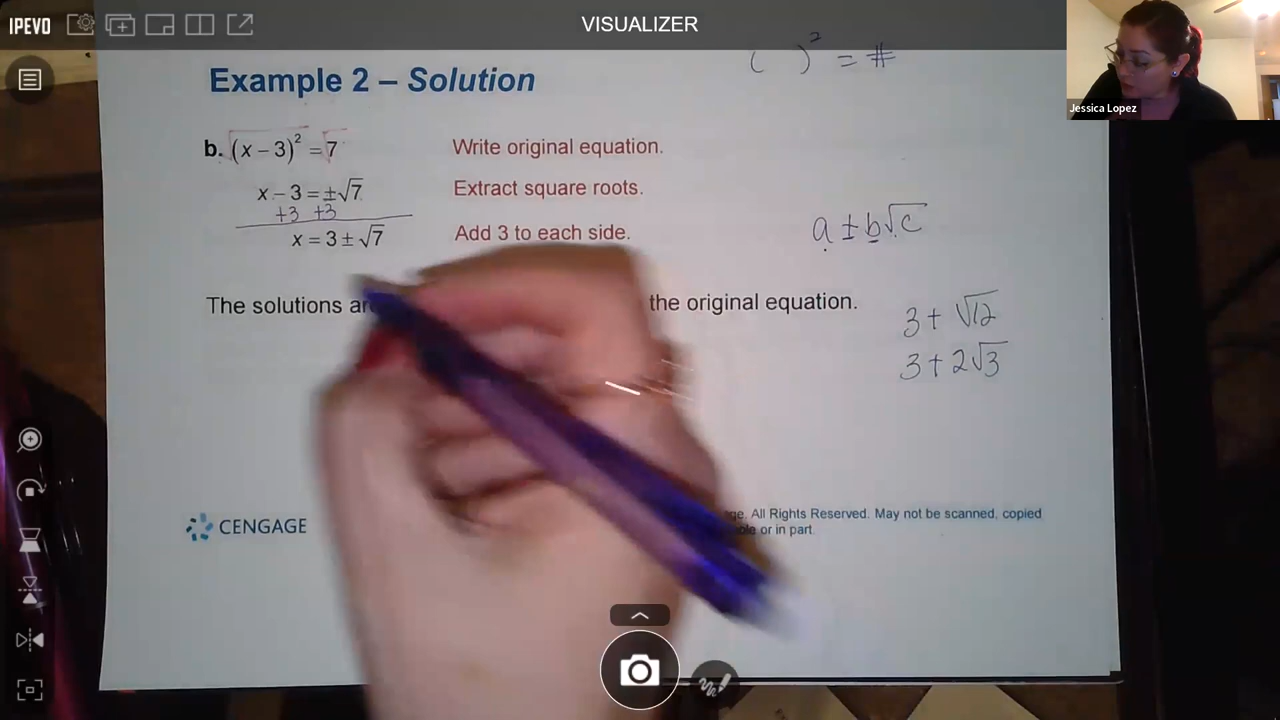 IPEVO
VISUALIZER
( )² = #
Jessica Lopez
Example 2 – Solution
b. (x – 3)² = 7 Write original equation.
x – 3 = ±√7 Extract square roots.
+3 +3
x = 3 ± √7 Add 3 to each side.
a ± b√c
The solutions the original equation.
3 + √12
3 + 2√3
CENGAGE
All Rights Reserved. May not be scanned, copied
or in part.